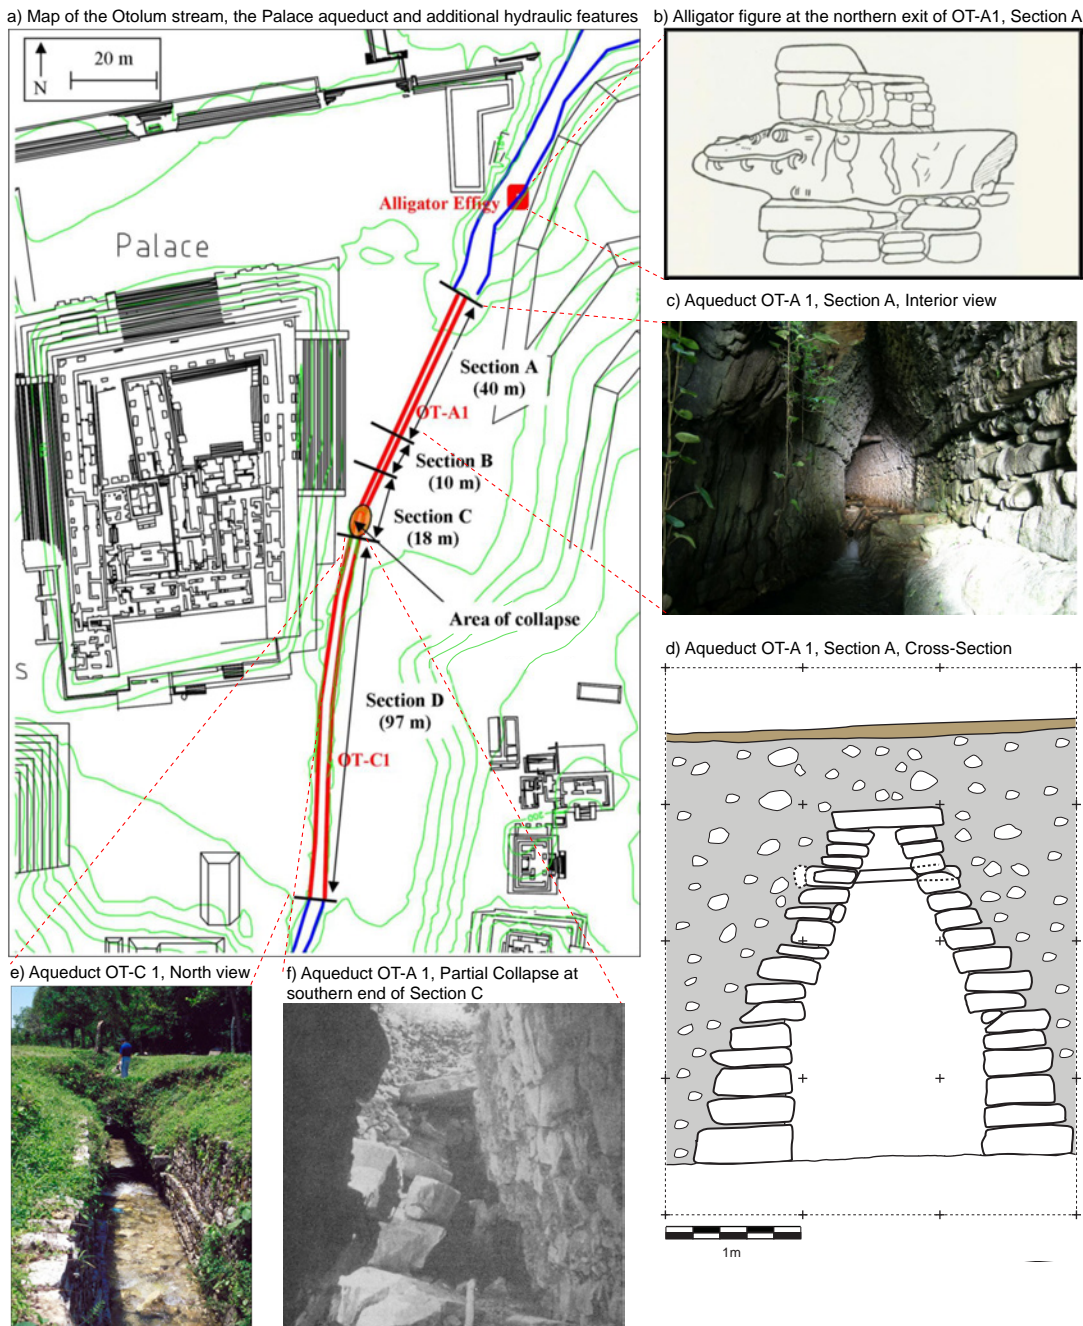 a) Map of the Otolum stream, the Palace aqueduct and additional hydraulic features
20 m
N
Palace
Alligator Effigy
Section A
(40 m)
OT-A1
Section B
(10 m)
Section C
(18 m)
Area of collapse
Section D
(97 m)
OT-C1
200
S
b) Alligator figure at the northern exit of OT-A1, Section A
c) Aqueduct OT-A 1, Section A, Interior view
d) Aqueduct OT-A 1, Section A, Cross-Section
1m
e) Aqueduct OT-C 1, North view
f) Aqueduct OT-A 1, Partial Collapse at
southern end of Section C